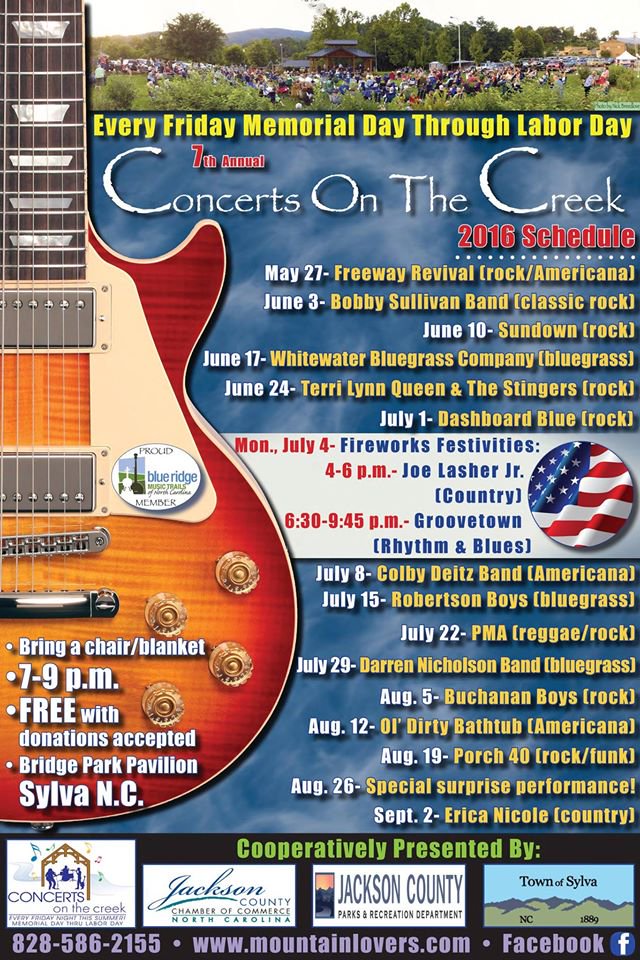 Photo by Nick Breedlove
Every Friday Memorial Day Through Labor Day
7th Annual
Concerts On The Creek
2016 Schedule
May 27- Freeway Revival (rock/Americana)
June 3- Bobby Sullivan Band (classic rock)
June 10- Sundown (rock)
June 17- Whitewater Bluegrass Company (bluegrass)
June 24- Terri Lynn Queen & The Stingers (rock)
July 1- Dashboard Blue (rock)
Mon., July 4- Fireworks Festivities:
4-6 p.m.- Joe Lasher Jr.
(Country)
6:30-9:45 p.m.- Groovetown
(Rhythm & Blues)
PROUD
blue ridge
MUSIC TRAILS
of North Carolina
MEMBER
July 8- Colby Deitz Band (Americana)
July 15- Robertson Boys (bluegrass)
July 22- PMA (reggae/rock)
July 29- Darren Nicholson Band (bluegrass)
Aug. 5- Buchanan Boys (rock)
Aug. 12- Ol' Dirty Bathtub (Americana)
Aug. 19- Porch 40 (rock/funk)
Aug. 26- Special surprise performance!
Sept. 2- Erica Nicole (country)
• Bring a chair/blanket
• 7-9 p.m.
• FREE with
donations accepted
• Bridge Park Pavilion
Sylva N.C.
Cooperatively Presented By:
CONCERTS
on the creek
EVERY FRIDAY NIGHT THIS SUMMER!
MEMORIAL DAY THRU LABOR DAY
Jackson
COUNTY
CHAMBER OF COMMERCE
NORTH CAROLINA
JACKSON COUNTY
PARKS & RECREATION DEPARTMENT
Town of Sylva
NC 1889
828-586-2155 • www.mountainlovers.com • Facebook f